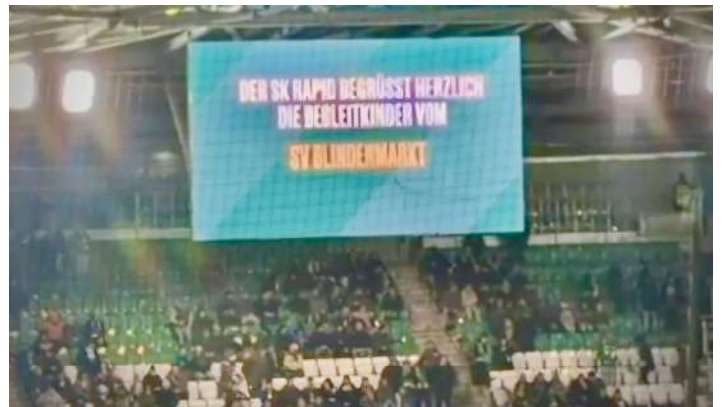 DER SK RAPID BEGRÜSST HERZLICH
DIE BEGLEITKINDER VOM
SV BLINDENMARKT